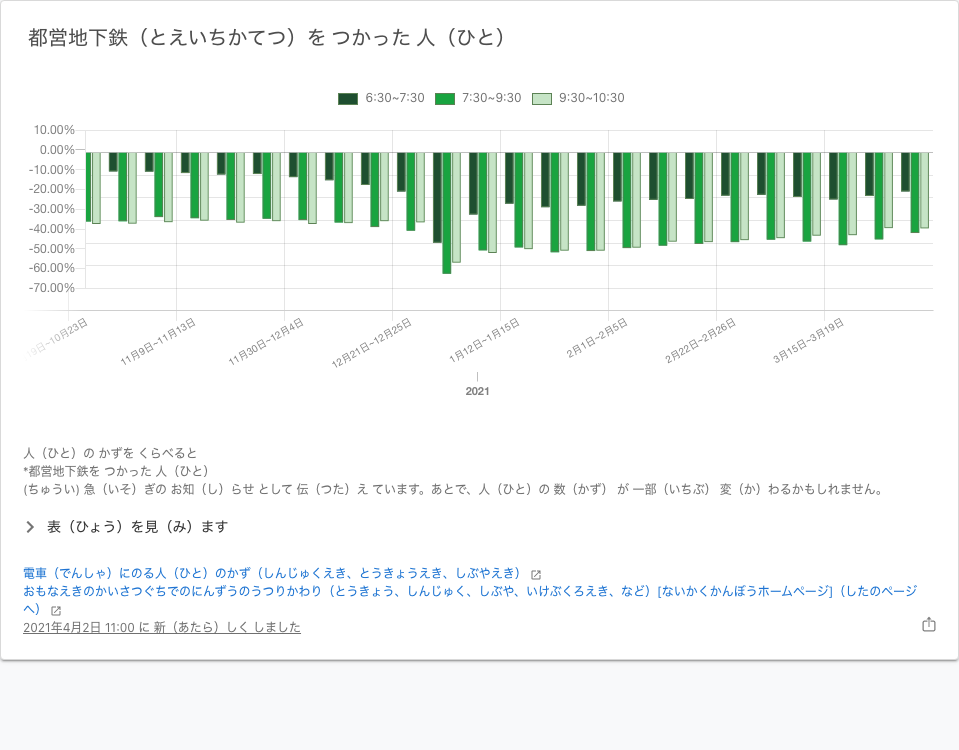 都営地下鉄（とえいちかてつ）を つかった 人（ひと）
6:30~7:30 7:30~9:30 9:30~10:30
10.00%
0.00%
-10.00%
-20.00%
-30.00%
-40.00%
-50.00%
-60.00%
-70.00%
9日~10月23日
11月9日~11月13日
11月30日~12月4日
12月21日~12月25日
1月12日~1月15日
2月1日~2月5日
2月22日~2月26日
3月15日~3月19日
2021
人（ひと）の かずを くらべると
*都営地下鉄を つかった 人（ひと）
(ちゅうい) 急（いそ）ぎの お知（し）らせ として 伝（つた）え ています。あとで、人（ひと）の 数（かず） が 一部（いちぶ） 変（か）わるかもしれません。
表（ひょう）を見（み）ます
電車（でんしゃ）にのる人（ひと）のかず（しんじゅくえき、とうきょうえき、しぶやえき）
おもなえきのかいさつぐちでのにんずうのうつりかわり（とうきょう、しんじゅく、しぶや、いけぶくろえき、など）[ないかくかんぼうホームページ]（したのページ
へ）
2021年4月2日 11:00 に 新（あたら）しく しました